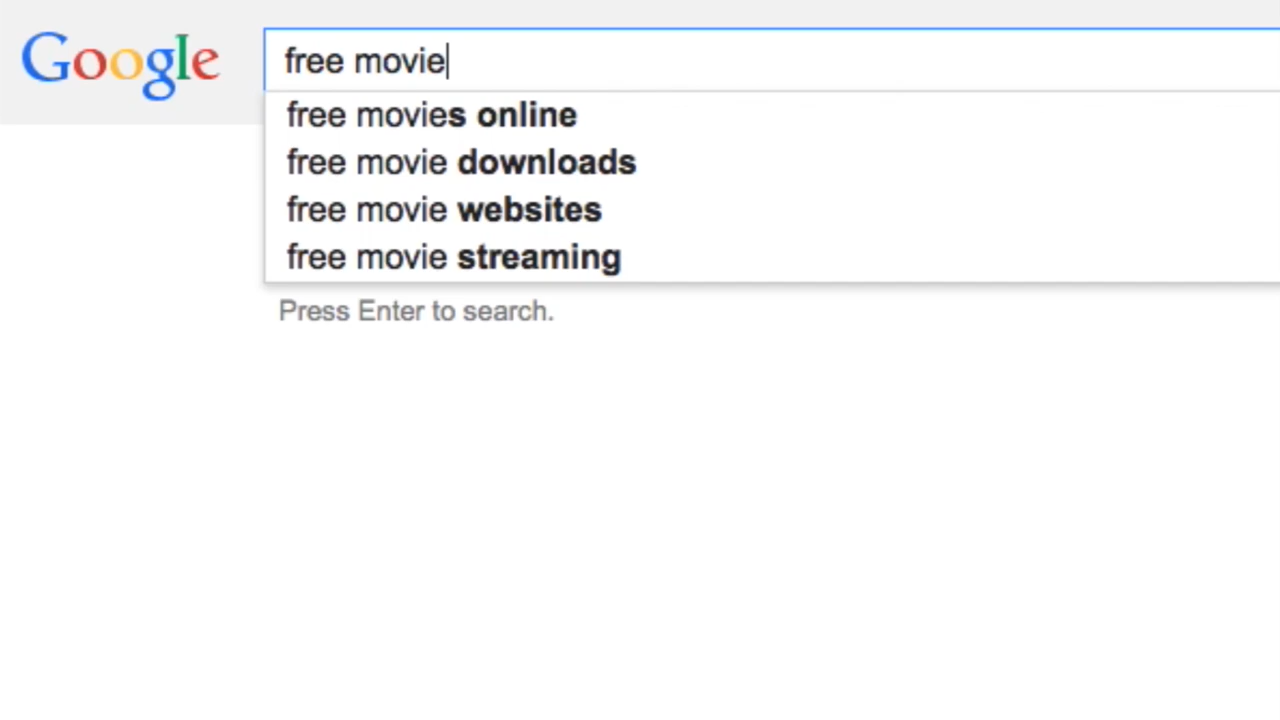 Google
free movie
free movies online
free movie downloads
free movie websites
free movie streaming
Press Enter to search.